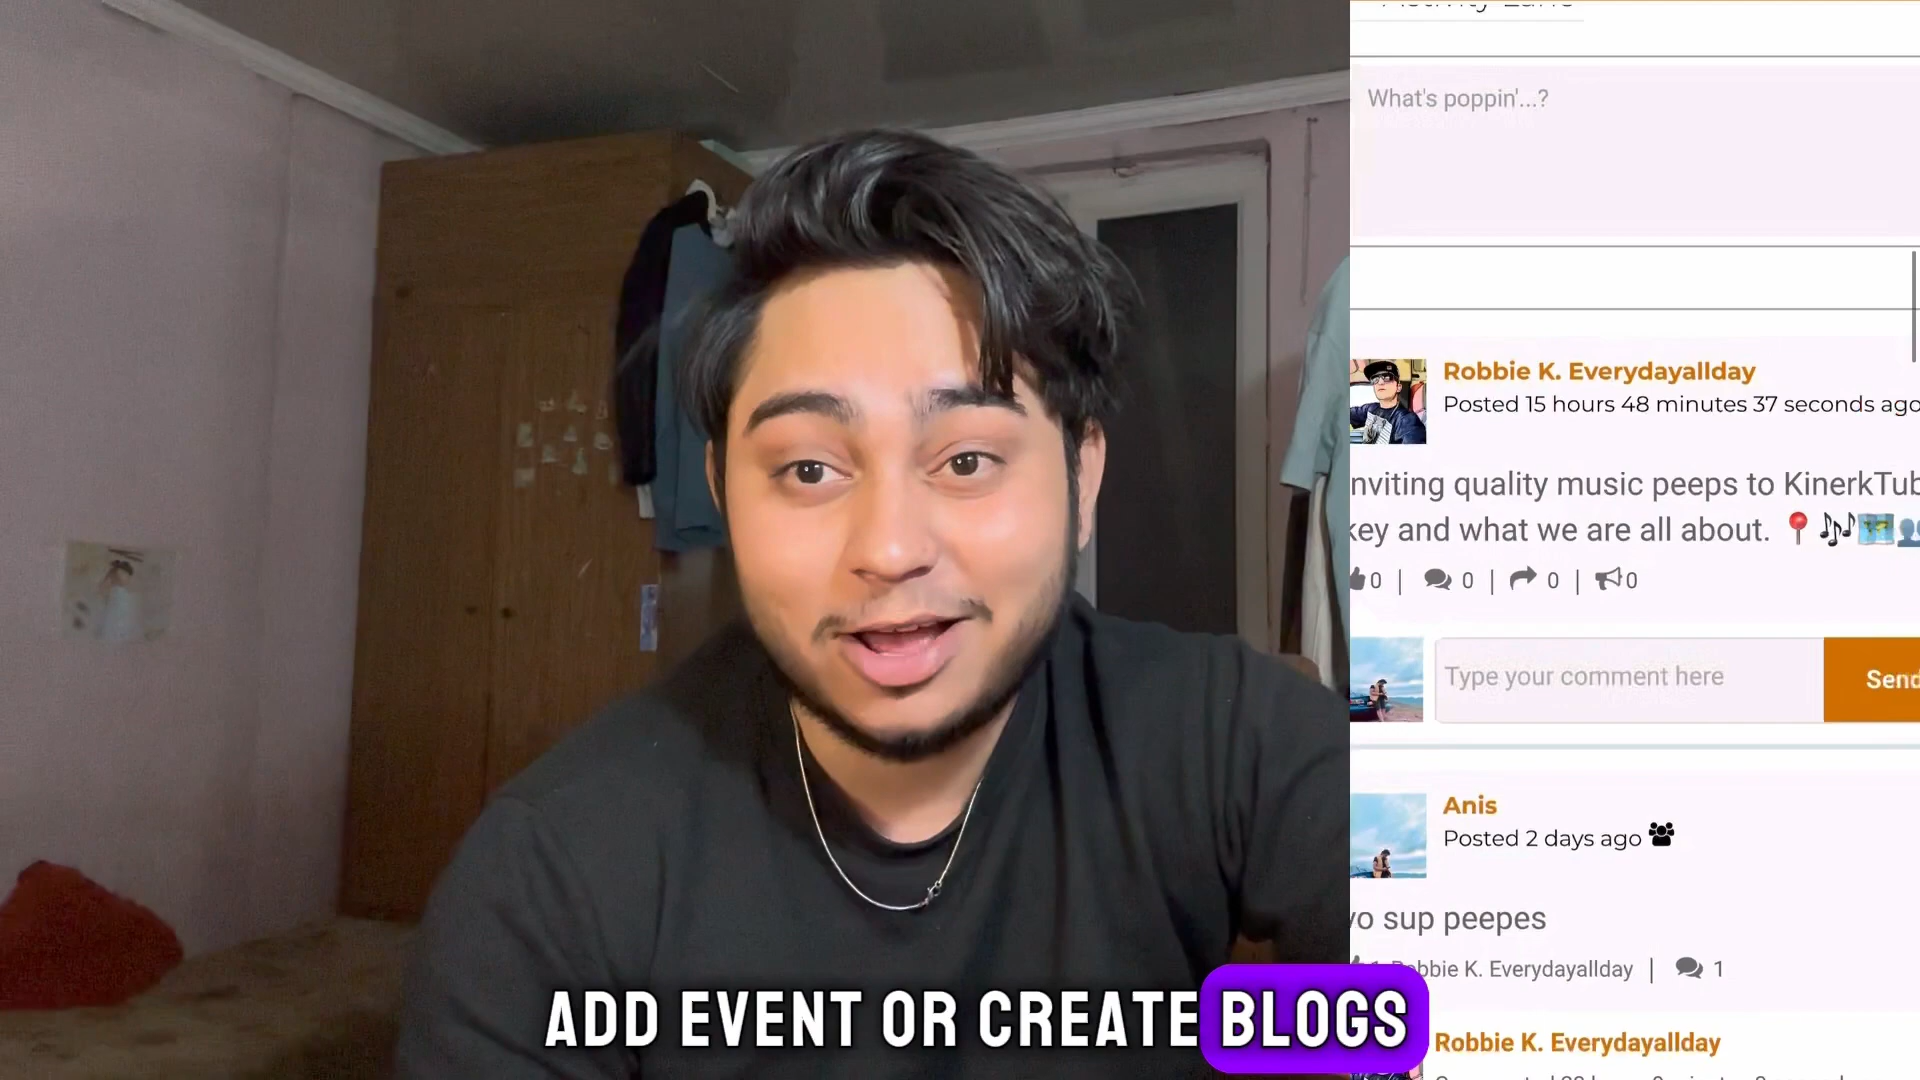 What's poppin'...?
Robbie K. Everydayallday
Posted 15 hours 48 minutes 37 seconds ago
nviting quality music peeps to KinerkTub
key and what we are all about. 📍🎶🗺️👥
0 | 0 | 0 | 0
Type your comment here
Send
Anis
Posted 2 days ago
yo sup peepes
Robbie K. Everydayallday | 1
Robbie K. Everydayallday
ADD EVENT OR CREATE BLOGS